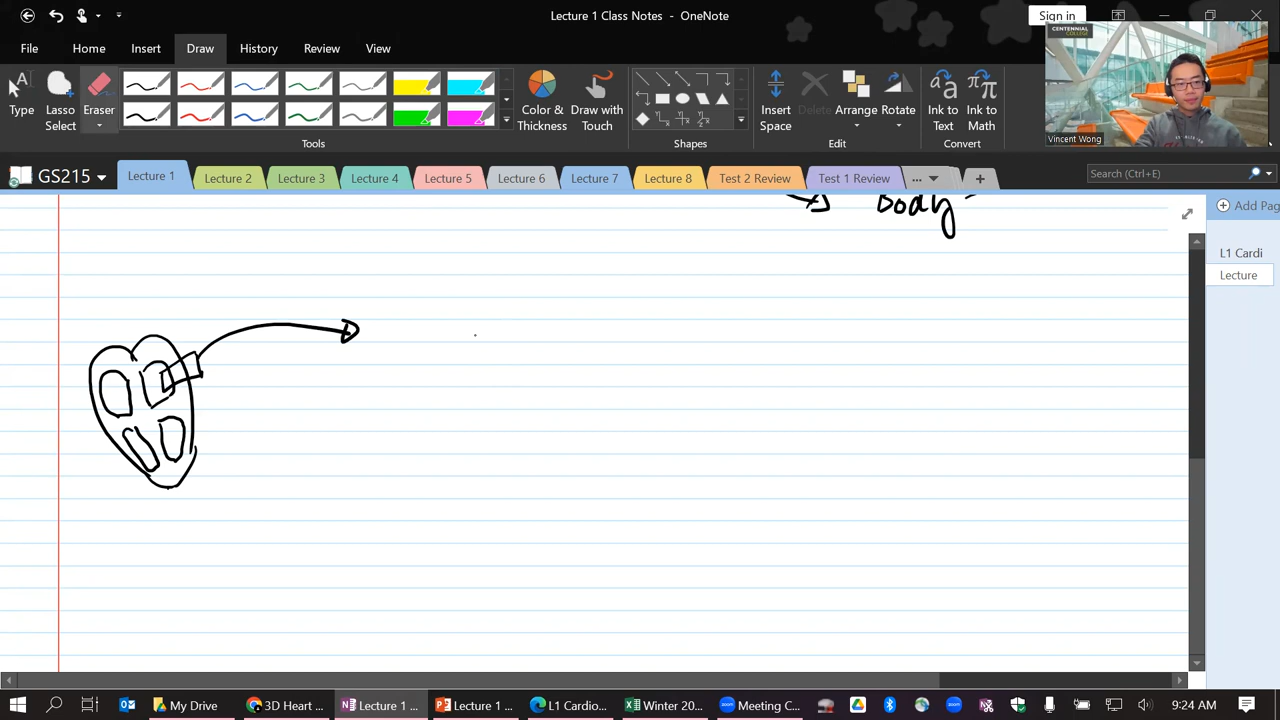 Lecture 1 Class Notes - OneNote
Sign in
File
Home
Insert
Draw
History
Review
View
CENTENNIAL
COLLEGE
Vincent Wong
Type
Lasso
Select
Eraser
Color &
Thickness
Draw with
Touch
Insert
Space
Delete
Arrange
Rotate
Ink to
Text
Ink to
Math
Tools
Shapes
Edit
Convert
GS215
Lecture 1
Lecture 2
Lecture 3
Lecture 4
Lecture 5
Lecture 6
Lecture 7
Lecture 8
Test 2 Review
Test 1 Review
...
Search (Ctrl+E)
Body
Add Pag
L1 Cardi
Lecture
My Drive
3D Heart ...
Lecture 1 ...
Lecture 1 ...
Cardio...
Winter 20...
Meeting C...
9:24 AM